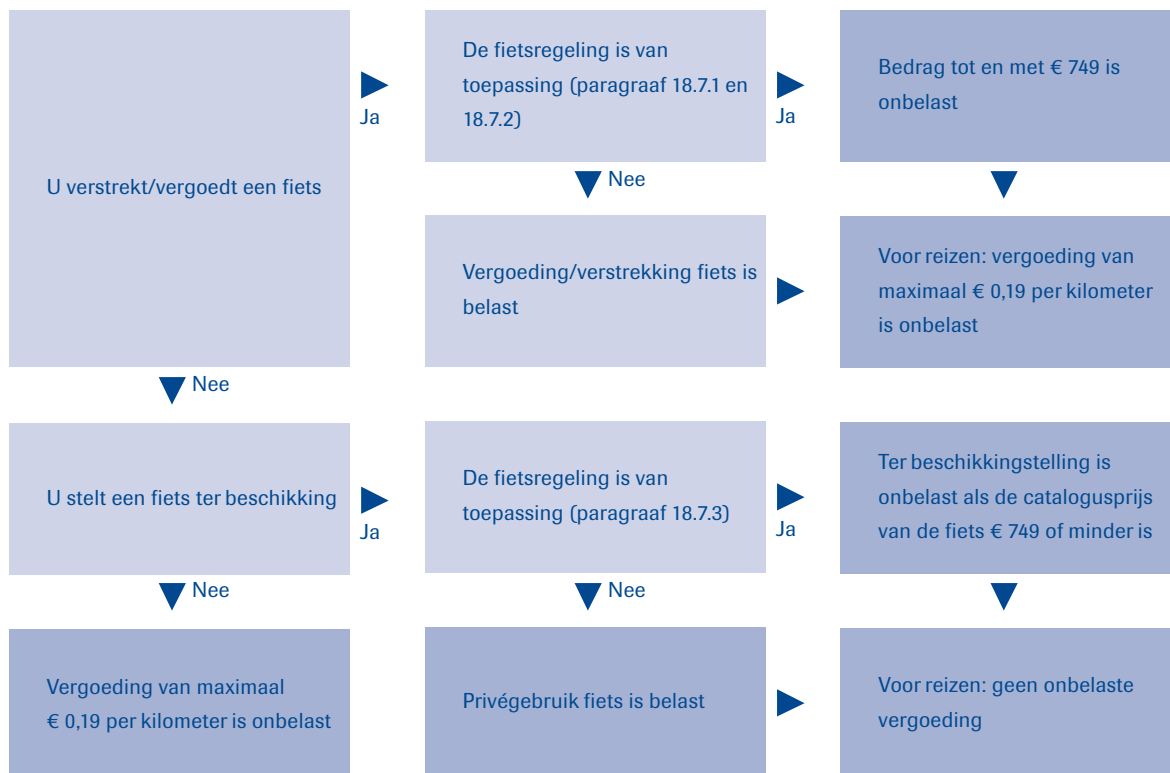 U verstrekt/vergoedt een fiets
Ja
De fietsregeling is van
toepassing (paragraaf 18.7.1 en
18.7.2)
Ja
Bedrag tot en met € 749 is
onbelast
Nee
Vergoeding/verstrekking fiets is
belast
Voor reizen: vergoeding van
maximaal € 0,19 per kilometer
is onbelast
Nee
U stelt een fiets ter beschikking
Ja
De fietsregeling is van
toepassing (paragraaf 18.7.3)
Ja
Ter beschikkingstelling is
onbelast als de catalogusprijs
van de fiets € 749 of minder is
Nee
Nee
Vergoeding van maximaal
€ 0,19 per kilometer is onbelast
Privégebruik fiets is belast
Voor reizen: geen onbelaste
vergoeding